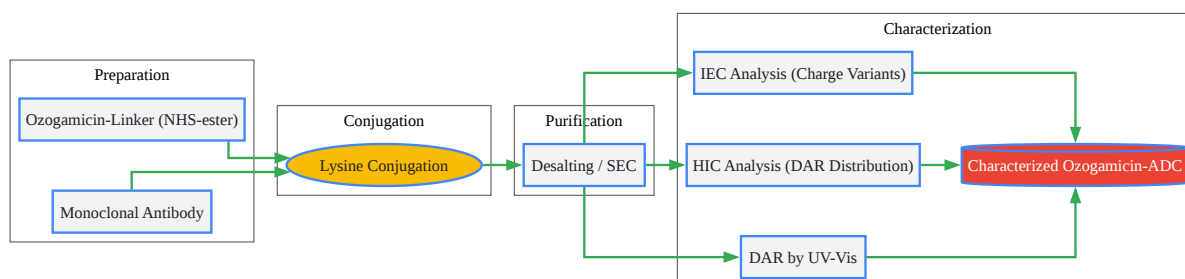 Preparation
Ozogamicin-Linker (NHS-ester)
Monoclonal Antibody
Conjugation
Lysine Conjugation
Purification
Desalting / SEC
Characterization
IEC Analysis (Charge Variants)
HIC Analysis (DAR Distribution)
DAR by UV-Vis
Characterized Ozogamicin-ADC